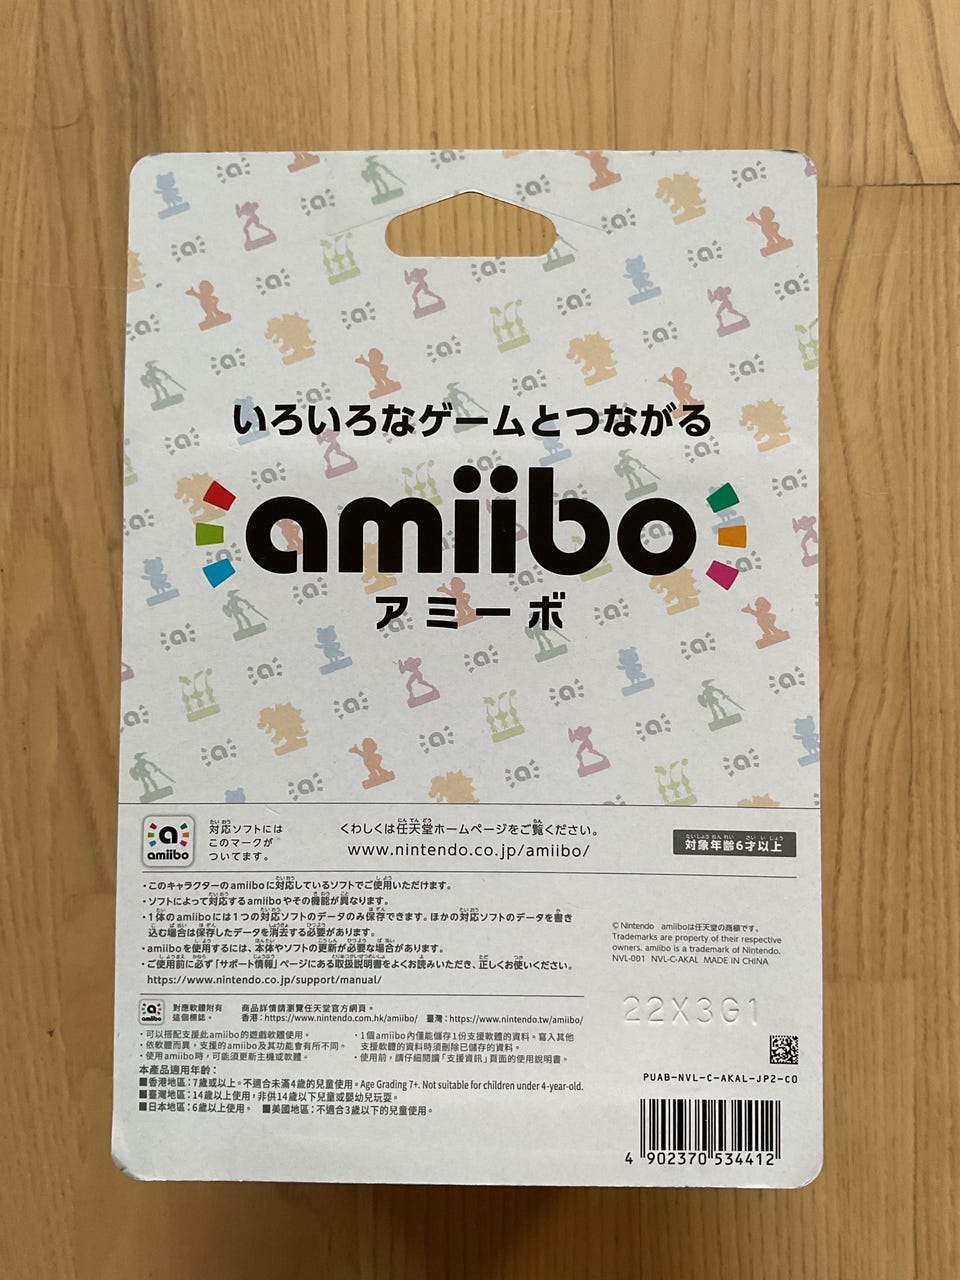 いろいろなゲームとつながる
amiibo
アミーボ
a
amiibo
対応ソフトには
このマークが
ついてます。
くわしくは任天堂ホームページをご覧ください。
www.nintendo.co.jp/amiibo/
対象年齢6才以上
・このキャラクターのamiiboに対応しているソフトでご使用いただけます。
・ソフトによって対応するamiiboやその機能が異なります。
・1体のamiiboには1つの対応ソフトのデータのみ保存できます。ほかの対応ソフトのデータを書き
込む場合は保存したデータを消去する必要があります。
・amiiboを使用するには、本体やソフトの更新が必要な場合があります。
・ご使用前に必ず「サポート情報」ページにある取扱説明書をよくお読みいただき、正しくお使いください。
https://www.nintendo.co.jp/support/manual/
© Nintendo amiiboは任天堂の商標です。
Trademarks are property of their respective
owners. amiibo is a trademark of Nintendo.
NVL-001 NVL-C-AKAL MADE IN CHINA
22X3G1
a
amiibo
對應軟體附有
這個標誌。
商品詳情請瀏覽任天堂官方網頁。
香港：https://www.nintendo.com.hk/amiibo/ 臺灣：https://www.nintendo.tw/amiibo/
・可以搭配支援此amiibo的遊戲軟體使用。
・依軟體而異，支援的amiibo及其功能會有所不同。
・使用amiibo時，可能須更新主機或軟體。
・1個amiibo內僅能儲存1份支援軟體的資料。寫入其他
支援軟體的資料時須刪除已儲存的資料。
・使用前，請仔細閱讀「支援資訊」頁面的使用說明書。
本產品適用年齡：
■香港地區：7歲或以上。不適合未滿4歲的兒童使用。Age Grading 7+. Not suitable for children under 4-year-old.
■臺灣地區：14歲以上使用，非供14歲以下兒童或嬰幼兒玩耍。
■日本地區：6歲以上使用。 ■美國地區：不適合3歲以下的兒童使用。
PUAB-NVL-C-AKAL-JP2-C0
4 902370 534412